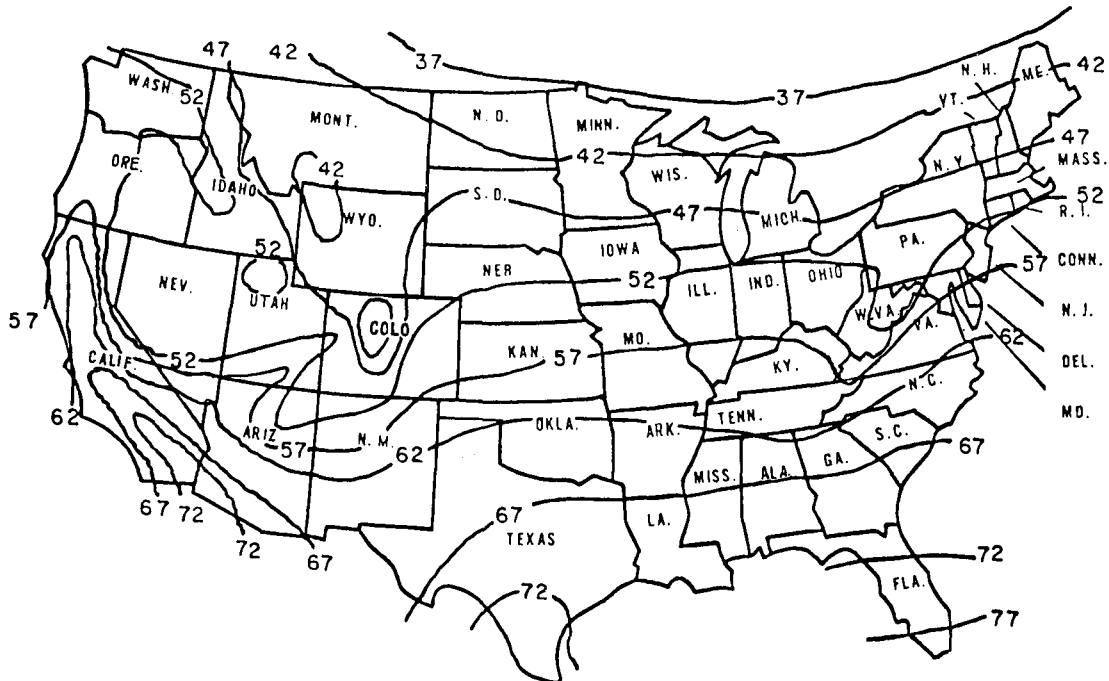 47
42
37
N. H.
ME.
42
WASH.
52
MONT.
N. D.
MINN.
37
VT.
ORE.
IDAHO
42
42
WIS.
N. Y
47
MASS.
WYO.
S. D.
47
MICH.
52
R. I.
52
NEV.
UTAH
NER
IOWA
52
ILL.
IND.
OHIO
PA.
CONN.
57
57
COLO
KAN.
MO.
W. VA.
VA.
N. J.
CALIF.
52
57
KY.
62
DEL.
62
ARIZ
57
N. M.
62
OKLA.
ARK.
TENN.
N. C.
MD.
S. C.
67
67
72
72
67
67
TEXAS
LA.
MISS.
ALA.
GA.
72
72
FLA.
77